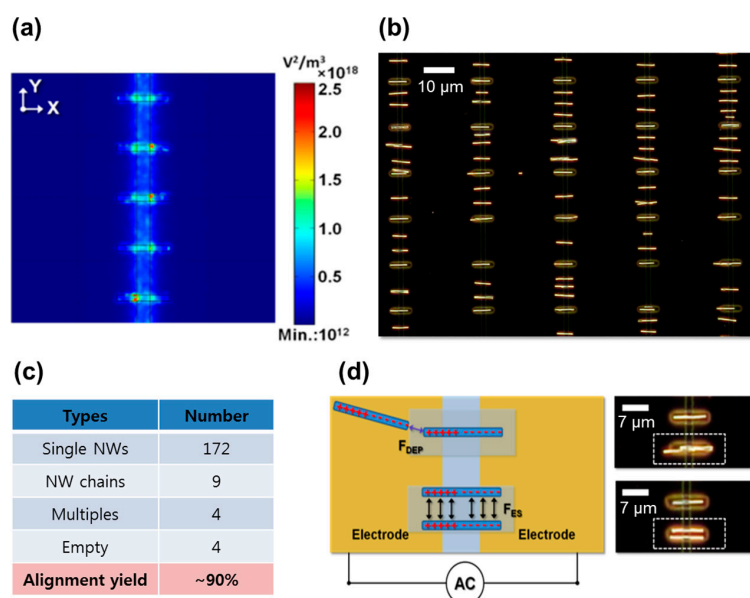 (a)
Y
X
V²/m³
×10¹⁸
2.5
2.0
1.5
1.0
0.5
Min.:10¹²
(b)
10 µm
(c)
Types Number
Single NWs 172
NW chains 9
Multiples 4
Empty 4
Alignment yield ~90%
(d)
+++++ -----
F_DEP
+++++ -----
+++++ -----
F_ES
+++++ -----
Electrode Electrode
AC
7 µm
7 µm